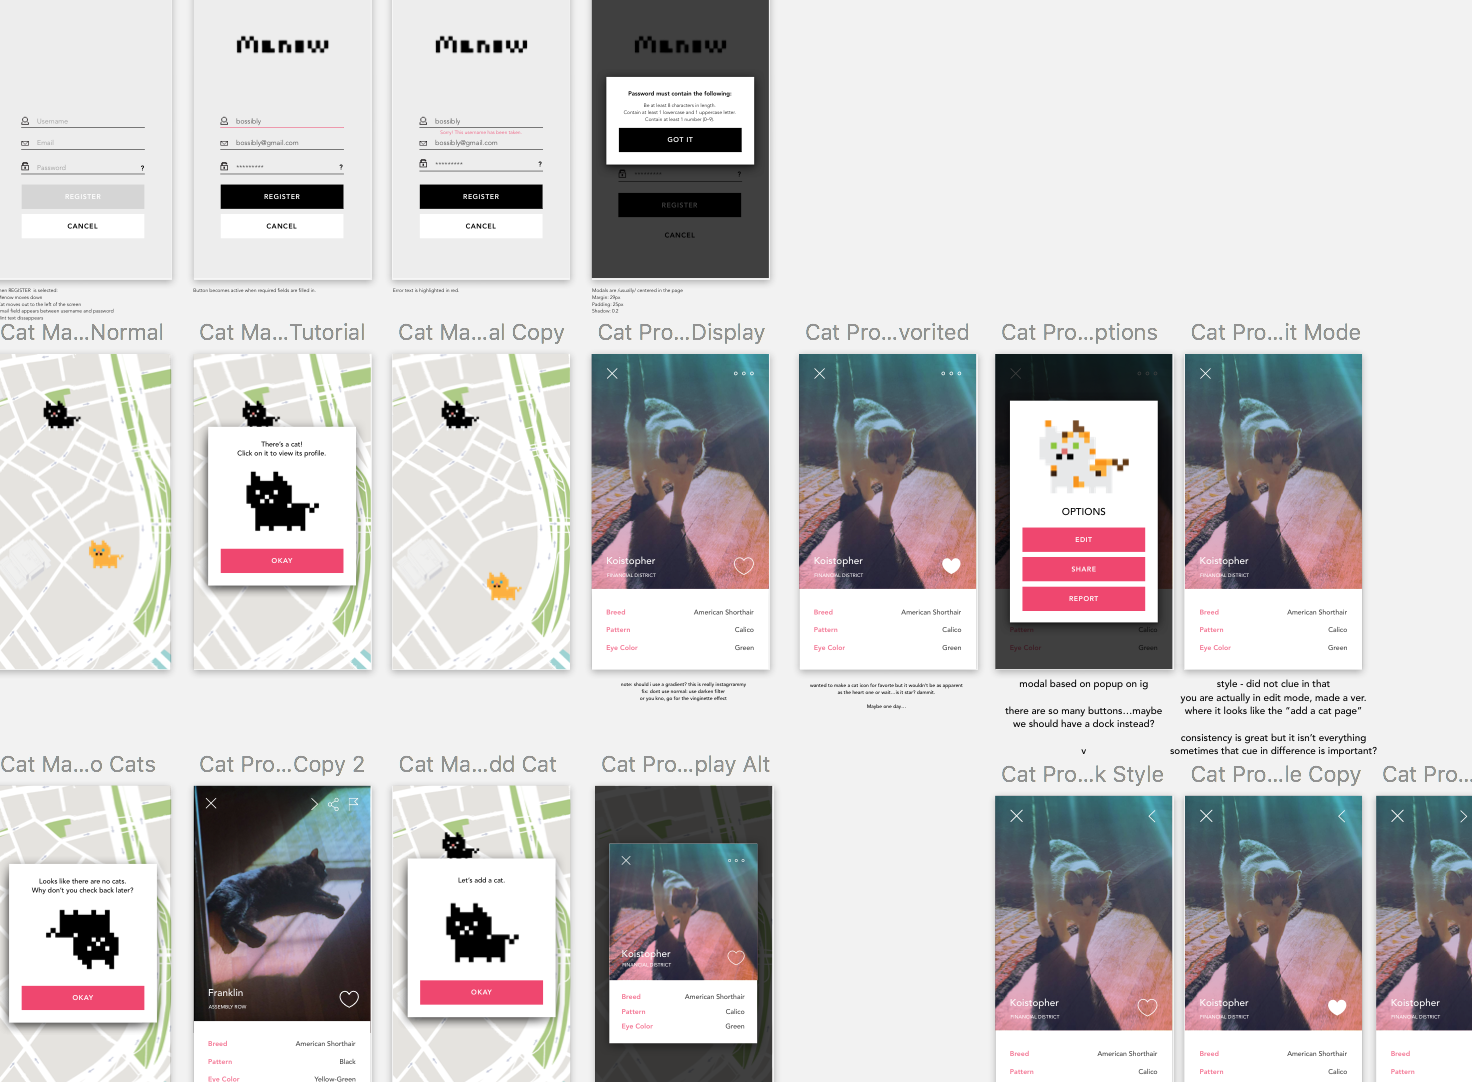 Menow
Menow
Menow
Username
Email
Password
?
REGISTER
CANCEL
bossibly
bossibly@gmail.com
*********
?
REGISTER
CANCEL
bossibly
Sorry! This username has been taken.
bossibly@gmail.com
*********
?
REGISTER
CANCEL
Password must contain the following:
Be at least 8 characters in length.
Contain at least 1 lowercase and 1 uppercase letter.
Contain at least 1 number (0-9).
GOT IT
*********
?
REGISTER
CANCEL
en REGISTER is selected:
enow moves down
at moves out to the left of the screen
mail field appears between username and password
int text disappears
Button becomes active when required fields are filled in.
Error text is highlighted in red.
Modals are /usually/ centered in the page
Margin: 29px
Padding: 25px
Shadow: 0.2
Cat Ma...Normal
Cat Ma...Tutorial
Cat Ma...al Copy
Cat Pro...Display
Cat Pro...vorited
Cat Pro...ptions
Cat Pro...it Mode
There's a cat!
Click on it to view its profile.
OKAY
Koistopher
FINANCIAL DISTRICT
Breed American Shorthair
Pattern Calico
Eye Color Green
Koistopher
FINANCIAL DISTRICT
Breed American Shorthair
Pattern Calico
Eye Color Green
OPTIONS
EDIT
SHARE
REPORT
Pattern Calico
Eye Color Green
Koistopher
FINANCIAL DISTRICT
Breed American Shorthair
Pattern Calico
Eye Color Green
note: should i use a gradient? this is really instagrrammy
fix: dont use normal: use darken filter
or you kno, go for the vinginette effect
wanted to make a cat icon for favorte but it wouldn't be as apparent
as the heart one or wait...is it star? dammit.
Maybe one day...
modal based on popup on ig
there are so many buttons...maybe
we should have a dock instead?
v
style - did not clue in that
you are actually in edit mode, made a ver.
where it looks like the "add a cat page"
consistency is great but it isn't everything
sometimes that cue in difference is important?
Cat Ma...o Cats
Cat Pro...Copy 2
Cat Ma...dd Cat
Cat Pro...play Alt
Cat Pro...k Style
Cat Pro...le Copy
Cat Pro...
Looks like there are no cats.
Why don't you check back later?
OKAY
Franklin
ASSEMBLY ROW
Breed American Shorthair
Pattern Black
Eye Color Yellow-Green
Let's add a cat.
OKAY
Koistopher
FINANCIAL DISTRICT
Breed American Shorthair
Pattern Calico
Eye Color Green
Koistopher
FINANCIAL DISTRICT
Breed American Shorthair
Pattern Calico
Koistopher
FINANCIAL DISTRICT
Breed American Shorthair
Pattern Calico
Koistopher
FINANCIAL DISTRICT
Breed
Pattern